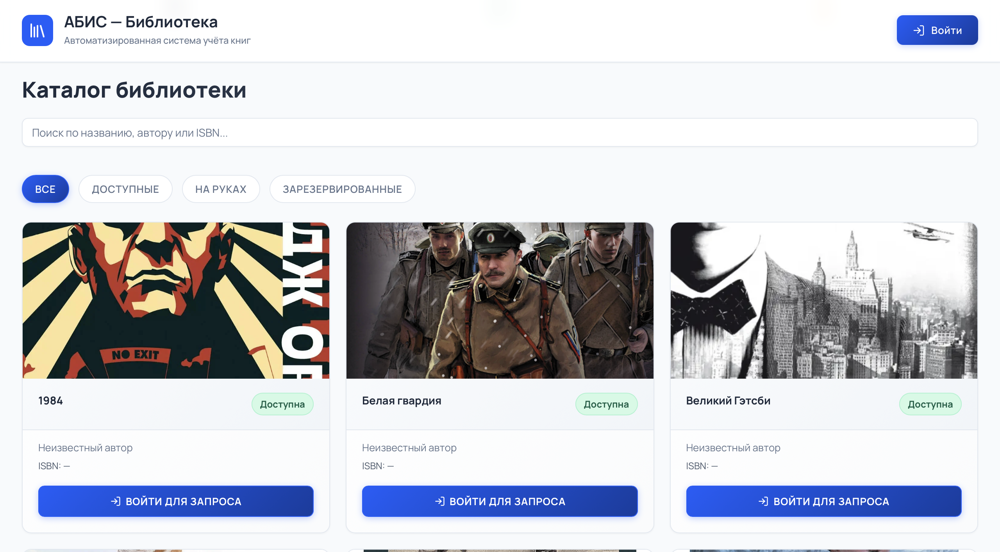 АБИС — Библиотека
Автоматизированная система учёта книг
Войти
Каталог библиотеки
Поиск по названию, автору или ISBN...
ВСЕ
ДОСТУПНЫЕ
НА РУКАХ
ЗАРЕЗЕРВИРОВАННЫЕ
NO EXIT
1984
Доступна
Белая гвардия
Доступна
Великий Гэтсби
Доступна
Неизвестный автор
ISBN: —
ВОЙТИ ДЛЯ ЗАПРОСА
Неизвестный автор
ISBN: —
ВОЙТИ ДЛЯ ЗАПРОСА
Неизвестный автор
ISBN: —
ВОЙТИ ДЛЯ ЗАПРОСА